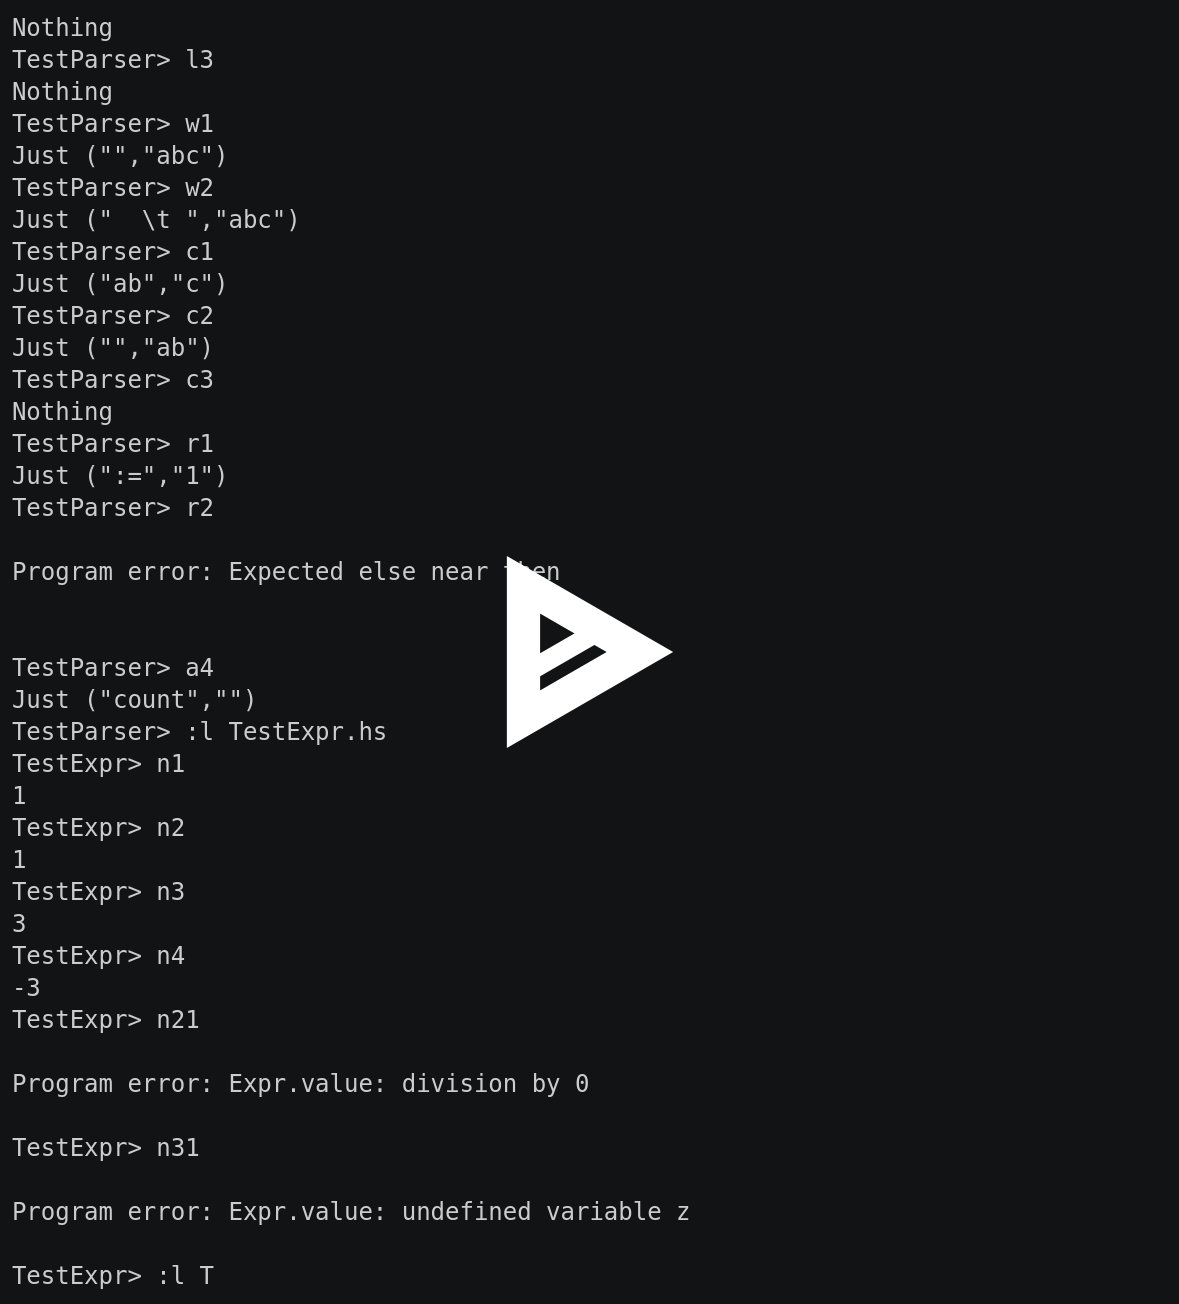 Nothing
TestParser> l3
Nothing
TestParser> w1
Just ("","abc")
TestParser> w2
Just ("  \t ","abc")
TestParser> c1
Just ("ab","c")
TestParser> c2
Just ("","ab")
TestParser> c3
Nothing
TestParser> r1
Just (":=","1")
TestParser> r2
Program error: Expected else near then
TestParser> a4
Just ("count","")
TestParser> :l TestExpr.hs
TestExpr> n1
1
TestExpr> n2
1
TestExpr> n3
3
TestExpr> n4
-3
TestExpr> n21
Program error: Expr.value: division by 0
TestExpr> n31
Program error: Expr.value: undefined variable z
TestExpr> :l T